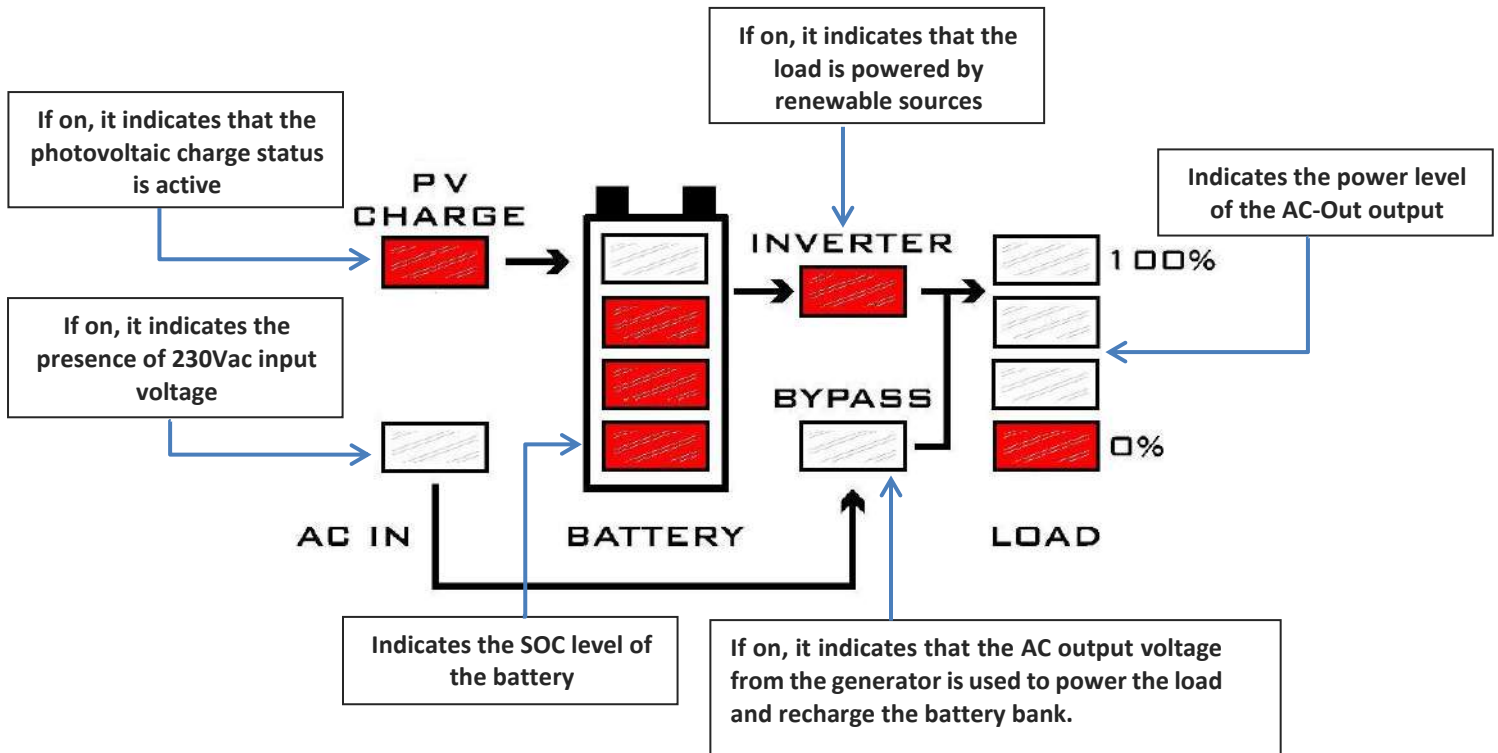 If on, it indicates that the
load is powered by
renewable sources
If on, it indicates that the
photovoltaic charge status
is active
Indicates the power level
of the AC-Out output
PV
CHARGE
INVERTER
100%
If on, it indicates the
presence of 230Vac input
voltage
BYPASS
0%
AC IN
BATTERY
LOAD
Indicates the SOC level of
the battery
If on, it indicates that the AC output voltage
from the generator is used to power the load
and recharge the battery bank.